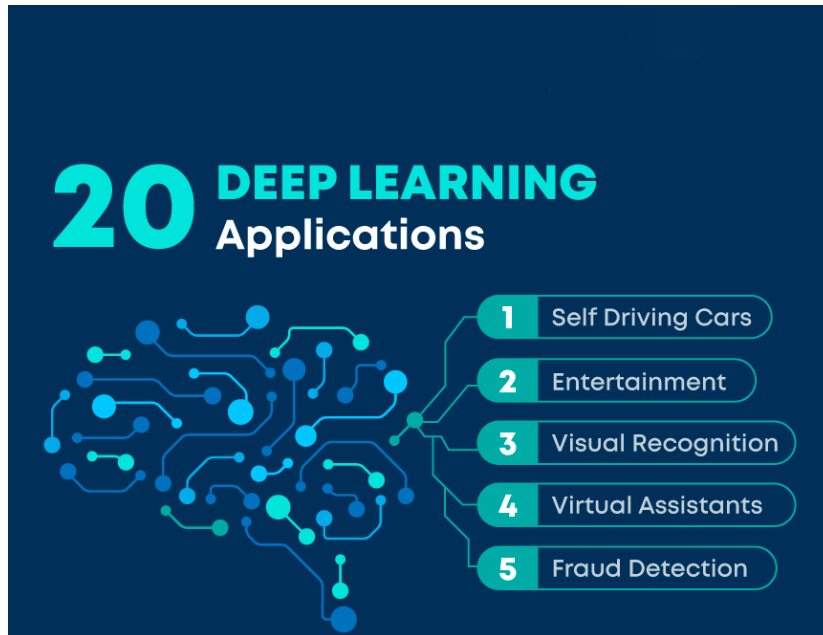 20 DEEP LEARNING
Applications
1 Self Driving Cars
2 Entertainment
3 Visual Recognition
4 Virtual Assistants
5 Fraud Detection